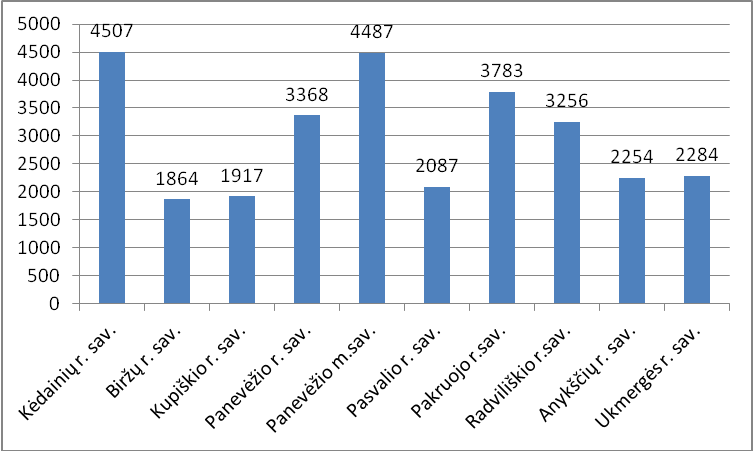 5000
4500
4000
3500
3000
2500
2000
1500
1000
500
0
4507
1864
1917
3368
4487
2087
3783
3256
2254
2284
Kėdainių r. sav.
Biržų r. sav.
Kupiškio r. sav.
Panevėžio r. sav.
Panevėžio m.sav.
Pasvalio r. sav.
Pakruojo r.sav.
Radviliškio r.sav.
Anykščių r. sav.
Ukmergės r. sav.